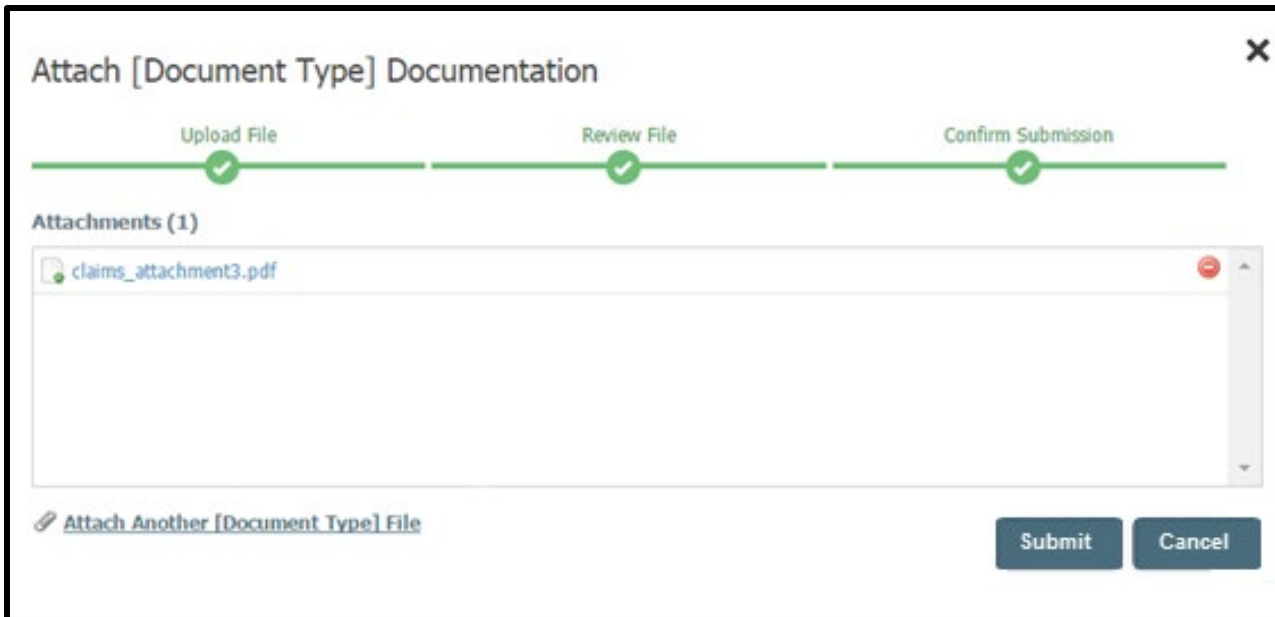 Attach [Document Type] Documentation
Upload File
Review File
Confirm Submission
Attachments (1)
claims_attachment3.pdf
Attach Another [Document Type] File
Submit
Cancel